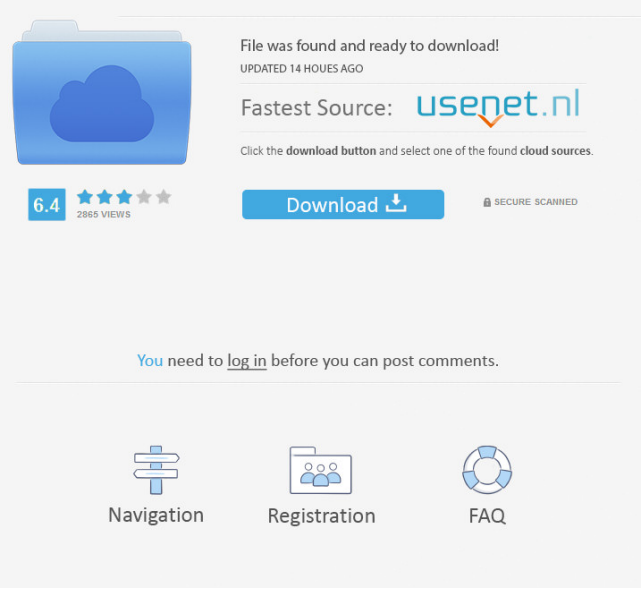 File was found and ready to download!
UPDATED 14 HOUES AGO
Fastest Source: usenet.nl
Click the download button and select one of the found cloud sources.
6.4
2865 VIEWS
Download
SECURE SCANNED
You need to log in before you can post comments.
Navigation
Registration
FAQ